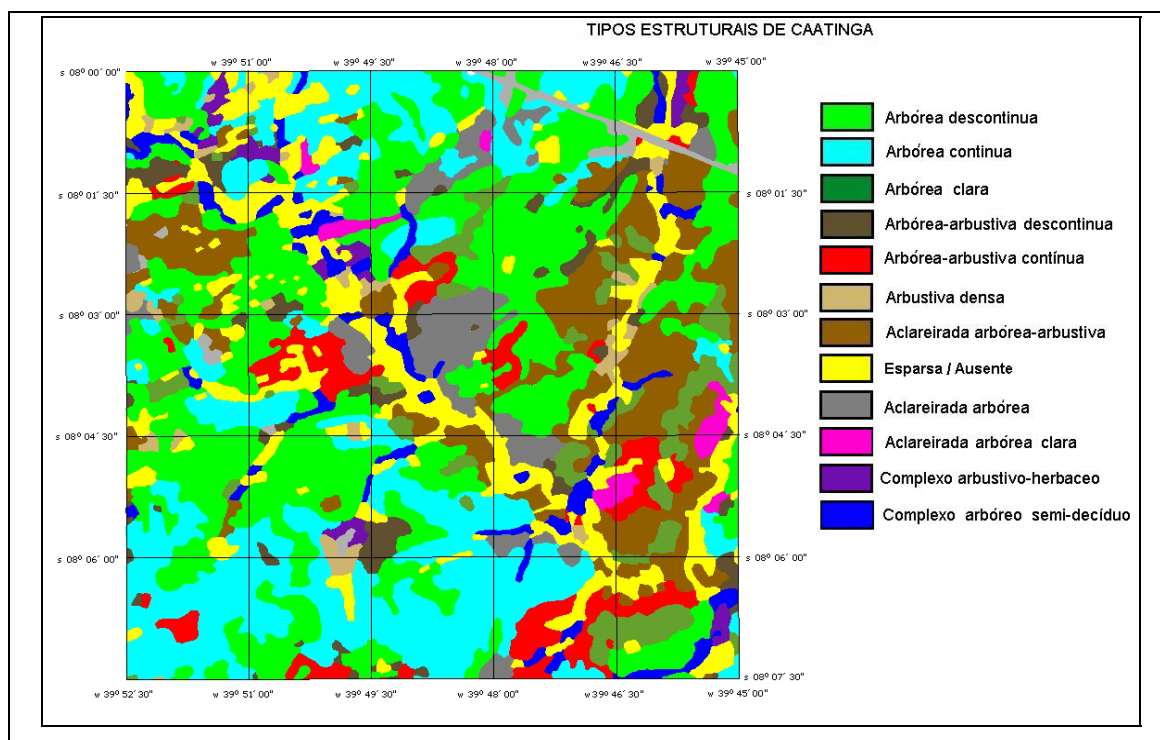 TIPOS ESTRUTURAIS DE CAATINGA
w 39º 51 ′ 00" w 39º 49′ 30" w 39º 48 ′ 00" w 39º 46 ′ 30" w 39º 45′ 00"
s 08º 00 ′ 00"
s 08º 01 ′ 30" s 08º 01 ′ 30"
s 08º 03 ′ 00" s 08º 03 ′ 00"
s 08º 04 ′ 30" s 08º 04 ′ 30"
s 08º 06 ′ 00" s 08º 06 ′ 00"
s 08º 07 ′ 30"
w 39º 52 ′ 30" w 39º 51 ′ 00" w 39º 49′ 30" w 39º 48 ′ 00" w 39º 46 ′ 30" w 39º 45 ′ 00"
Arbórea descontinua
Arbórea continua
Arbórea clara
Arbórea-arbustiva descontinua
Arbórea-arbustiva contínua
Arbustiva densa
Aclareirada arbórea-arbustiva
Esparsa / Ausente
Aclareirada arbórea
Aclareirada arbórea clara
Complexo arbustivo-herbaceo
Complexo arbóreo semi-decíduo